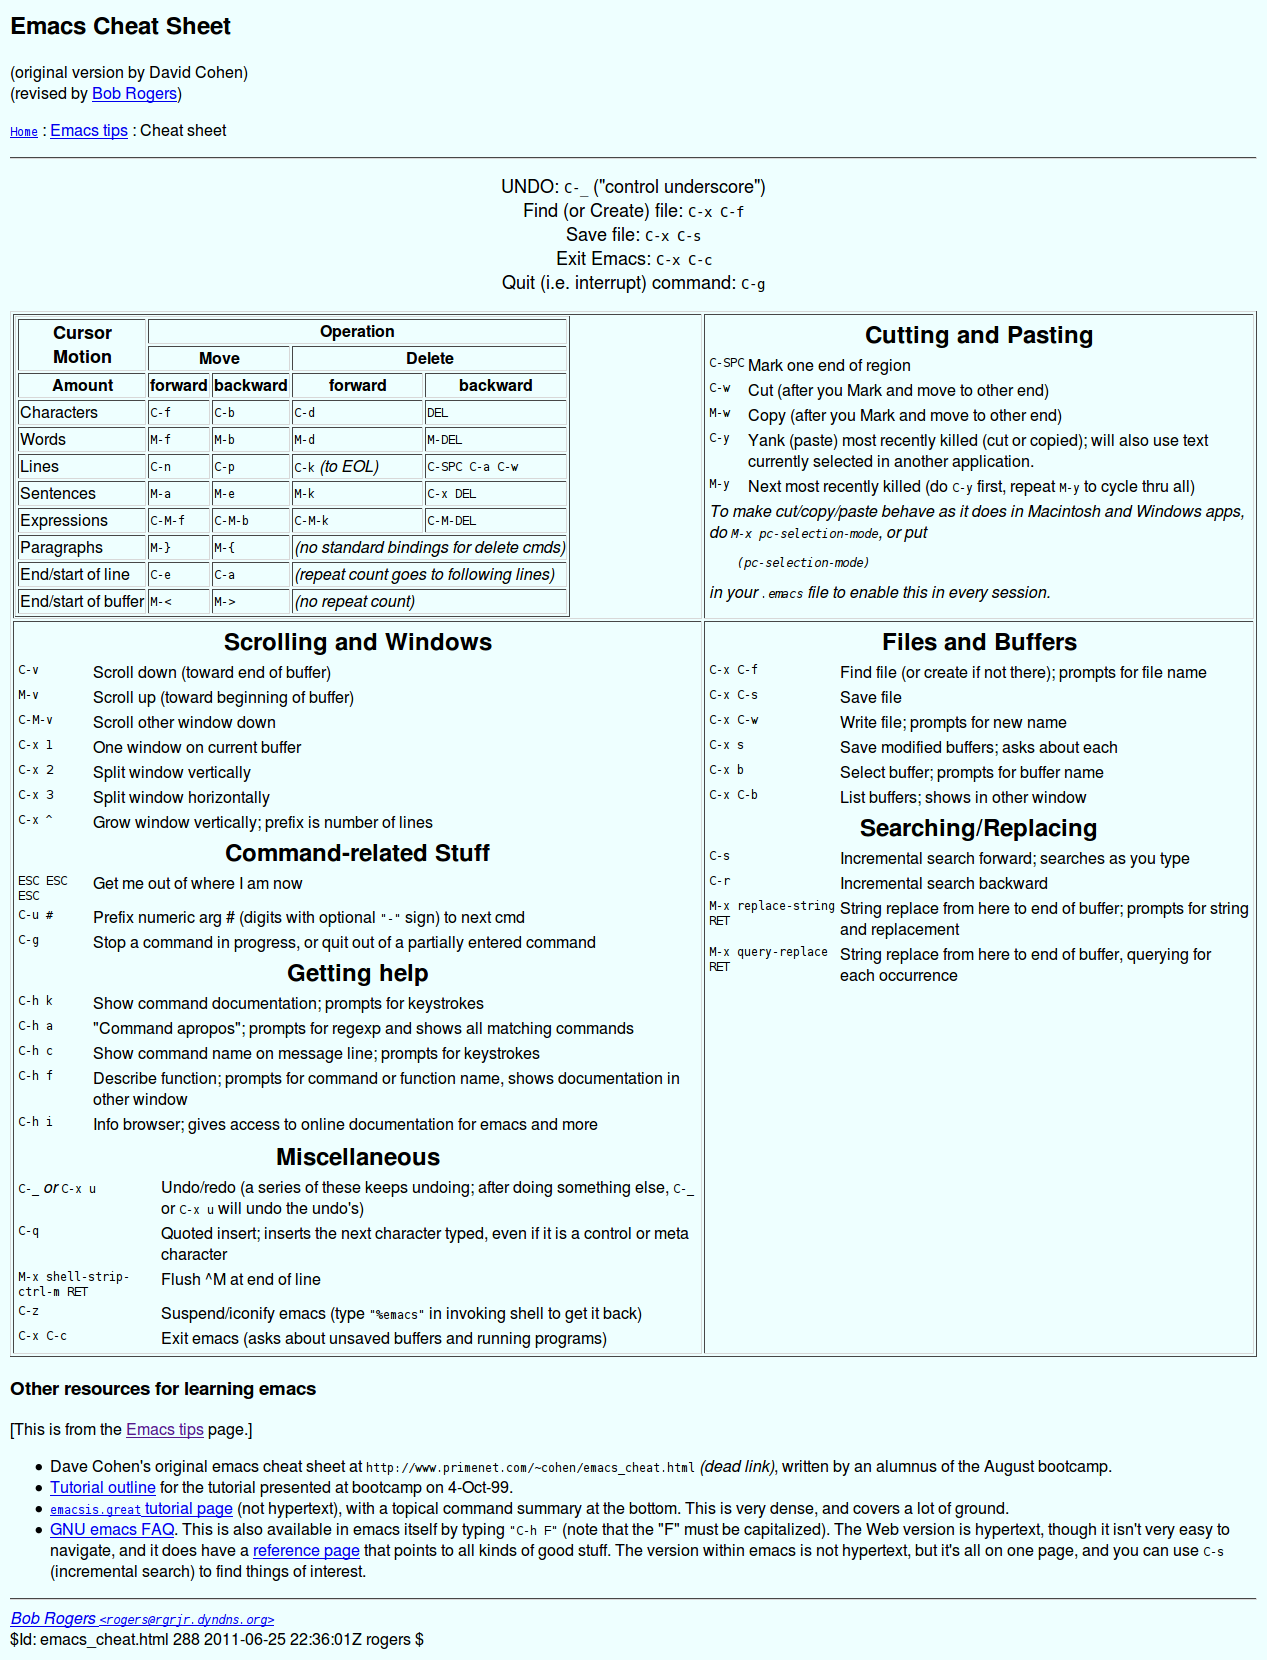 Emacs Cheat Sheet
(original version by David Cohen)
(revised by Bob Rogers)
Home : Emacs tips : Cheat sheet
UNDO: C-_ ("control underscore")
Find (or Create) file: C-x C-f
Save file: C-x C-s
Exit Emacs: C-x C-c
Quit (i.e. interrupt) command: C-g
Cursor Motion Operation
Move Delete
Amount forward backward forward backward
Characters C-f C-b C-d DEL
Words M-f M-b M-d M-DEL
Lines C-n C-p C-k (to EOL) C-SPC C-a C-w
Sentences M-a M-e M-k C-x DEL
Expressions C-M-f C-M-b C-M-k C-M-DEL
Paragraphs M-} M-{ (no standard bindings for delete cmds)
End/start of line C-e C-a (repeat count goes to following lines)
End/start of buffer M-< M-> (no repeat count)
Cutting and Pasting
C-SPC Mark one end of region
C-w Cut (after you Mark and move to other end)
M-w Copy (after you Mark and move to other end)
C-y Yank (paste) most recently killed (cut or copied); will also use text
currently selected in another application.
M-y Next most recently killed (do C-y first, repeat M-y to cycle thru all)
To make cut/copy/paste behave as it does in Macintosh and Windows apps,
do M-x pc-selection-mode, or put
(pc-selection-mode)
in your .emacs file to enable this in every session.
Scrolling and Windows
C-v Scroll down (toward end of buffer)
M-v Scroll up (toward beginning of buffer)
C-M-v Scroll other window down
C-x 1 One window on current buffer
C-x 2 Split window vertically
C-x 3 Split window horizontally
C-x ^ Grow window vertically; prefix is number of lines
Command-related Stuff
ESC ESC ESC Get me out of where I am now
C-u # Prefix numeric arg # (digits with optional "-" sign) to next cmd
C-g Stop a command in progress, or quit out of a partially entered command
Getting help
C-h k Show command documentation; prompts for keystrokes
C-h a "Command apropos"; prompts for regexp and shows all matching commands
C-h c Show command name on message line; prompts for keystrokes
C-h f Describe function; prompts for command or function name, shows documentation in
other window
C-h i Info browser; gives access to online documentation for emacs and more
Miscellaneous
C-_ or C-x u Undo/redo (a series of these keeps undoing; after doing something else, C-_
or C-x u will undo the undo's)
C-q Quoted insert; inserts the next character typed, even if it is a control or meta
character
M-x shell-strip-ctrl-m RET Flush ^M at end of line
C-z Suspend/iconify emacs (type "%emacs" in invoking shell to get it back)
C-x C-c Exit emacs (asks about unsaved buffers and running programs)
Files and Buffers
C-x C-f Find file (or create if not there); prompts for file name
C-x C-s Save file
C-x C-w Write file; prompts for new name
C-x s Save modified buffers; asks about each
C-x b Select buffer; prompts for buffer name
C-x C-b List buffers; shows in other window
Searching/Replacing
C-s Incremental search forward; searches as you type
C-r Incremental search backward
M-x replace-string RET String replace from here to end of buffer; prompts for string
and replacement
M-x query-replace RET String replace from here to end of buffer, querying for
each occurrence
Other resources for learning emacs
[This is from the Emacs tips page.]
● Dave Cohen's original emacs cheat sheet at http://www.primenet.com/~cohen/emacs_cheat.html (dead link), written by an alumnus of the August bootcamp.
● Tutorial outline for the tutorial presented at bootcamp on 4-Oct-99.
● emacsis.great tutorial page (not hypertext), with a topical command summary at the bottom. This is very dense, and covers a lot of ground.
● GNU emacs FAQ. This is also available in emacs itself by typing "C-h F" (note that the "F" must be capitalized). The Web version is hypertext, though it isn't very easy to
navigate, and it does have a reference page that points to all kinds of good stuff. The version within emacs is not hypertext, but it's all on one page, and you can use C-s
(incremental search) to find things of interest.
Bob Rogers <rogers@rgrjr.dyndns.org>
$Id: emacs_cheat.html 288 2011-06-25 22:36:01Z rogers $